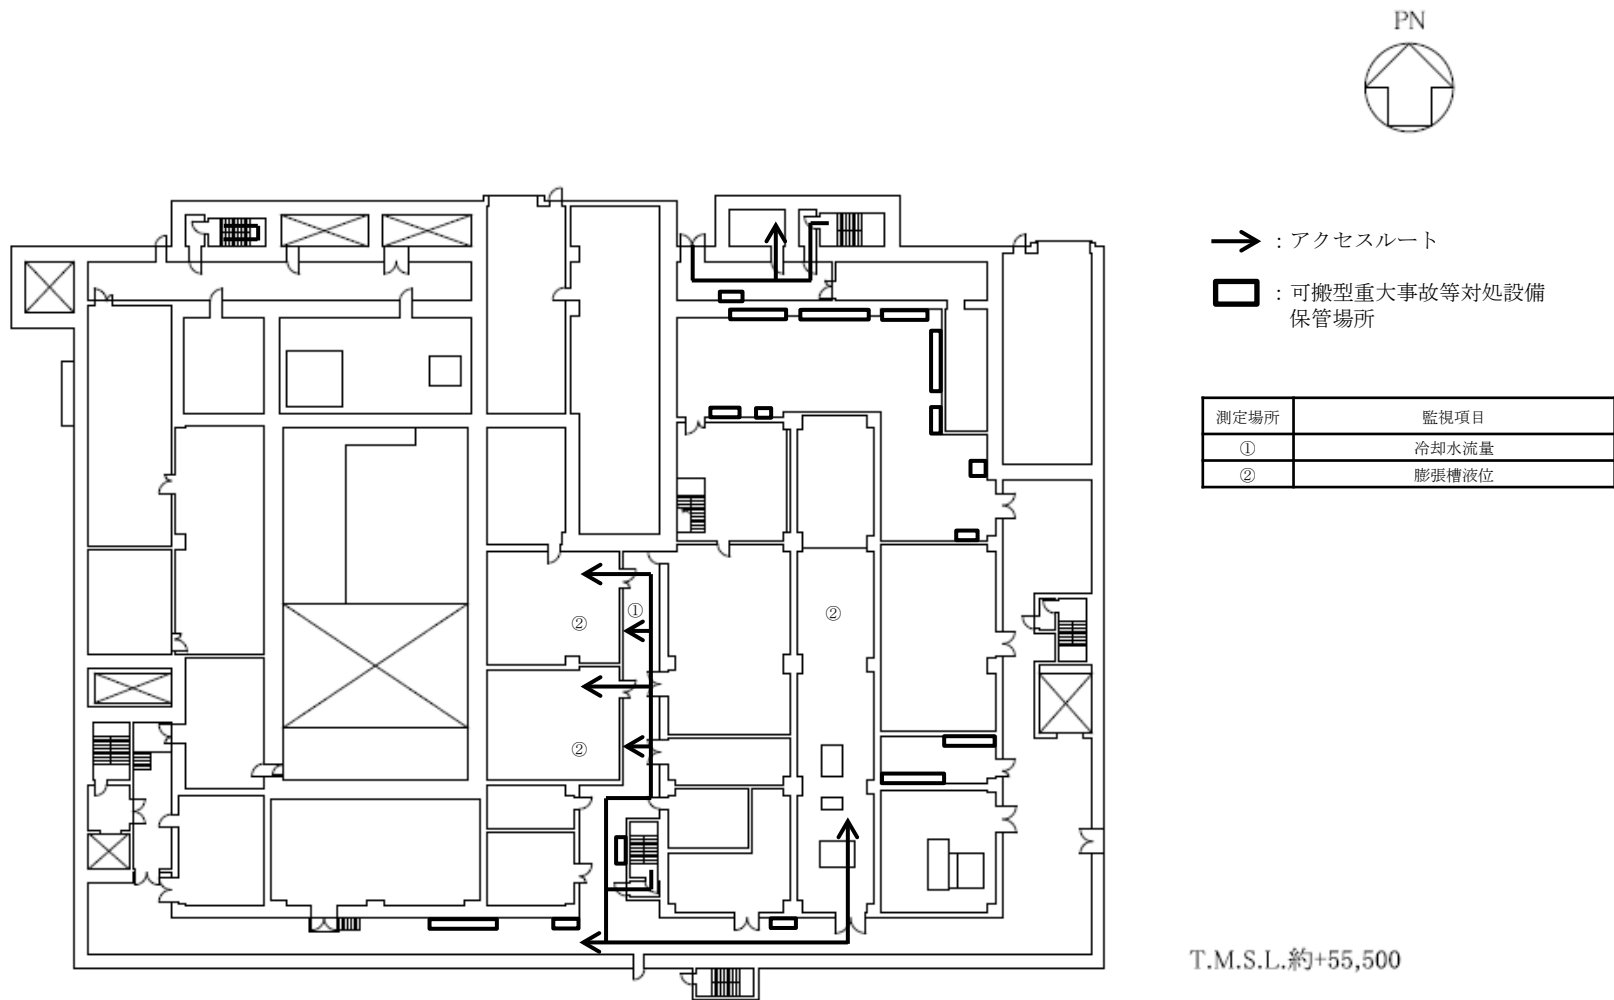 PN
：アクセスルート
：可搬型重大事故等対処設備
保管場所
測定場所 監視項目
① 冷却水流量
② 膨張槽液位
①
②
②
②
T.M.S.L.約+55,500